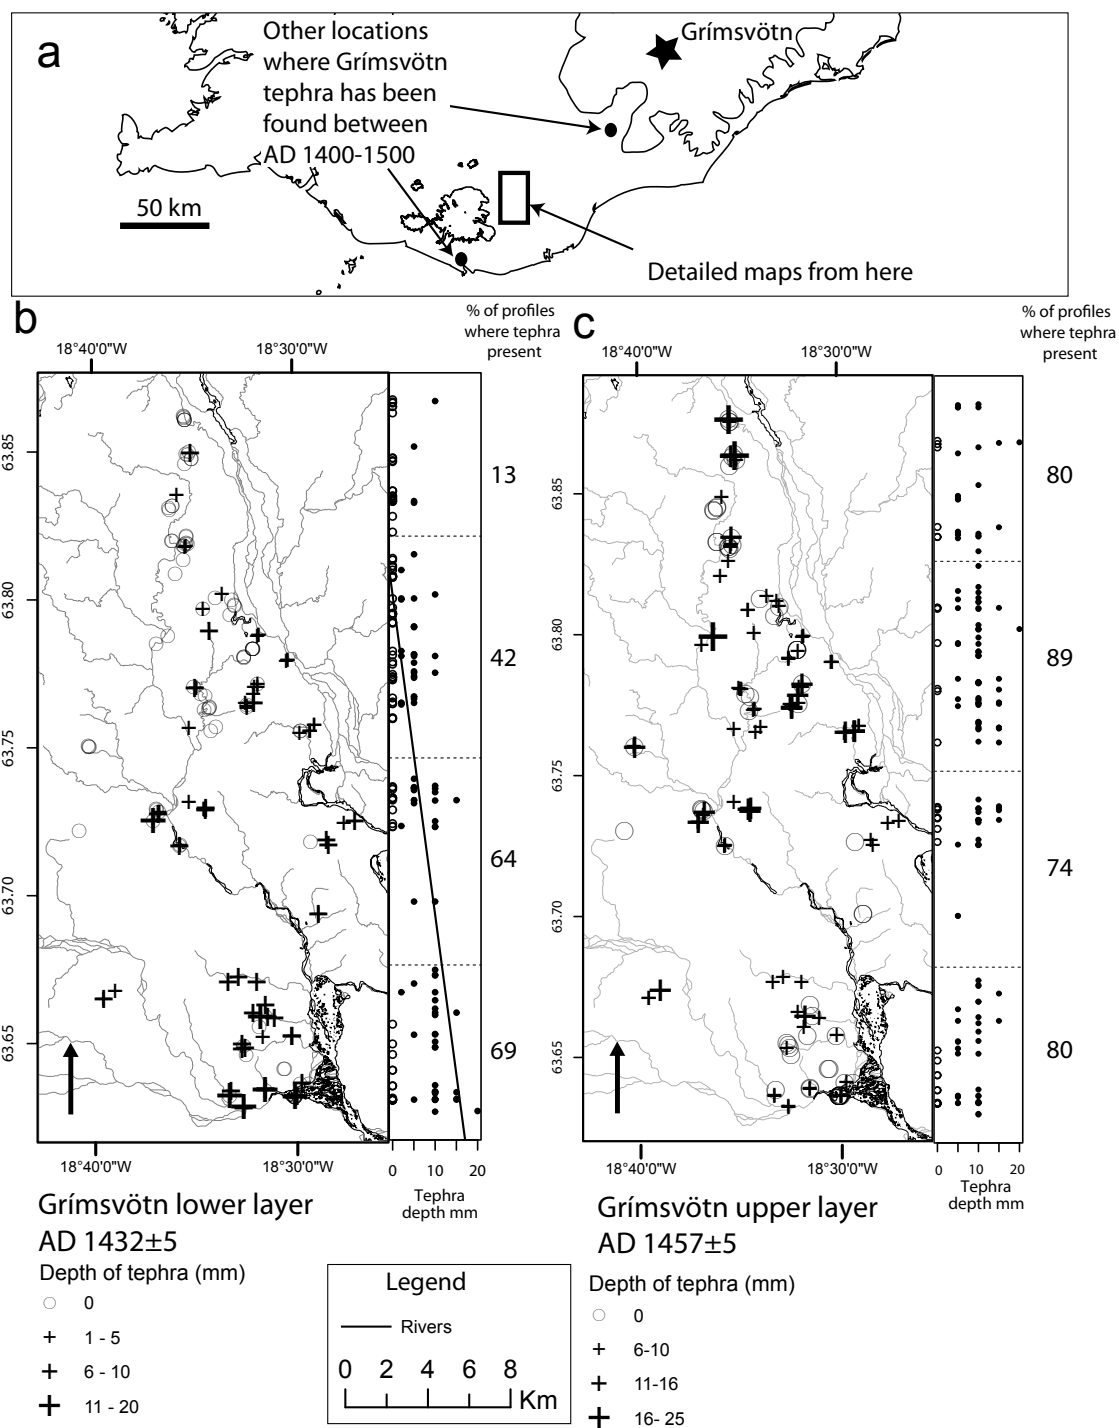 a
Other locations
where Grímsvötn
tephra has been
found between
AD 1400-1500
Grímsvötn
50 km
Detailed maps from here
b
% of profiles
where tephra
present
18°40'0"W
18°30'0"W
63.85
63.80
63.75
63.70
63.65
13
42
64
69
18°40'0"W
18°30'0"W
0
10
20
Tephra
depth mm
Grímsvötn lower layer
AD 1432±5
Depth of tephra (mm)
0
1 - 5
6 - 10
11 - 20
c
% of profiles
where tephra
present
18°40'0"W
18°30'0"W
63.85
63.80
63.75
63.70
63.65
80
89
74
80
18°40'0"W
18°30'0"W
0
10
20
Tephra
depth mm
Grímsvötn upper layer
AD 1457±5
Depth of tephra (mm)
0
6-10
11-16
16- 25
Legend
Rivers
0 2 4 6 8
Km